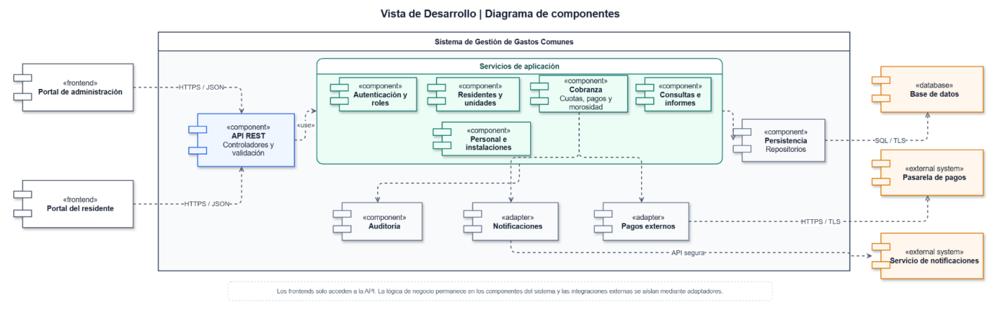 Vista de Desarrollo | Diagrama de componentes
Sistema de Gestión de Gastos Comunes
«frontend»
Portal de administración
HTTPS / JSON
«frontend»
Portal del residente
HTTPS / JSON
«component»
API REST
Controladores y
validación
«use»
Servicios de aplicación
«component»
Autenticación y
roles
«component»
Residentes y
unidades
«component»
Cobranza
Cuotas, pagos y
morosidad
«component»
Consultas e
informes
«component»
Personal e
instalaciones
«component»
Persistencia
Repositorios
SQL / TLS
«component»
Auditoría
«adapter»
Notificaciones
«adapter»
Pagos externos
HTTPS / TLS
API segura
«database»
Base de datos
«external system»
Pasarela de pagos
«external system»
Servicio de notificaciones
Los frontends solo acceden a la API. La lógica de negocio permanece en los componentes del sistema y las integraciones externas se aíslan mediante adaptadores.